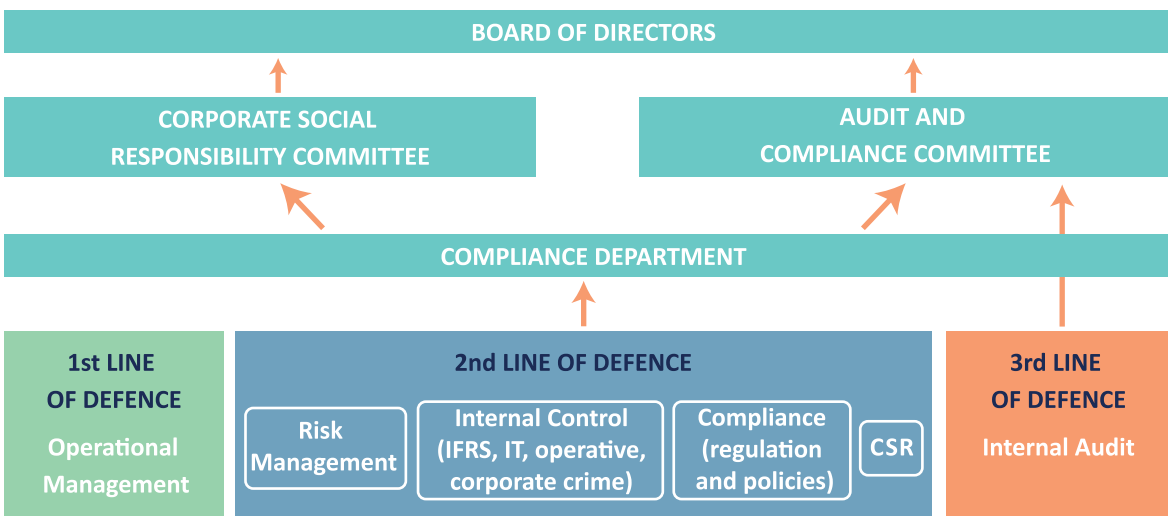 BOARD OF DIRECTORS
CORPORATE SOCIAL
RESPONSIBILITY COMMITTEE
AUDIT AND
COMPLIANCE COMMITTEE
COMPLIANCE DEPARTMENT
1st LINE
OF DEFENCE
Operational
Management
2nd LINE OF DEFENCE
Risk
Management
Internal Control
(IFRS, IT, operative,
corporate crime)
Compliance
(regulation
and policies)
CSR
3rd LINE
OF DEFENCE
Internal Audit